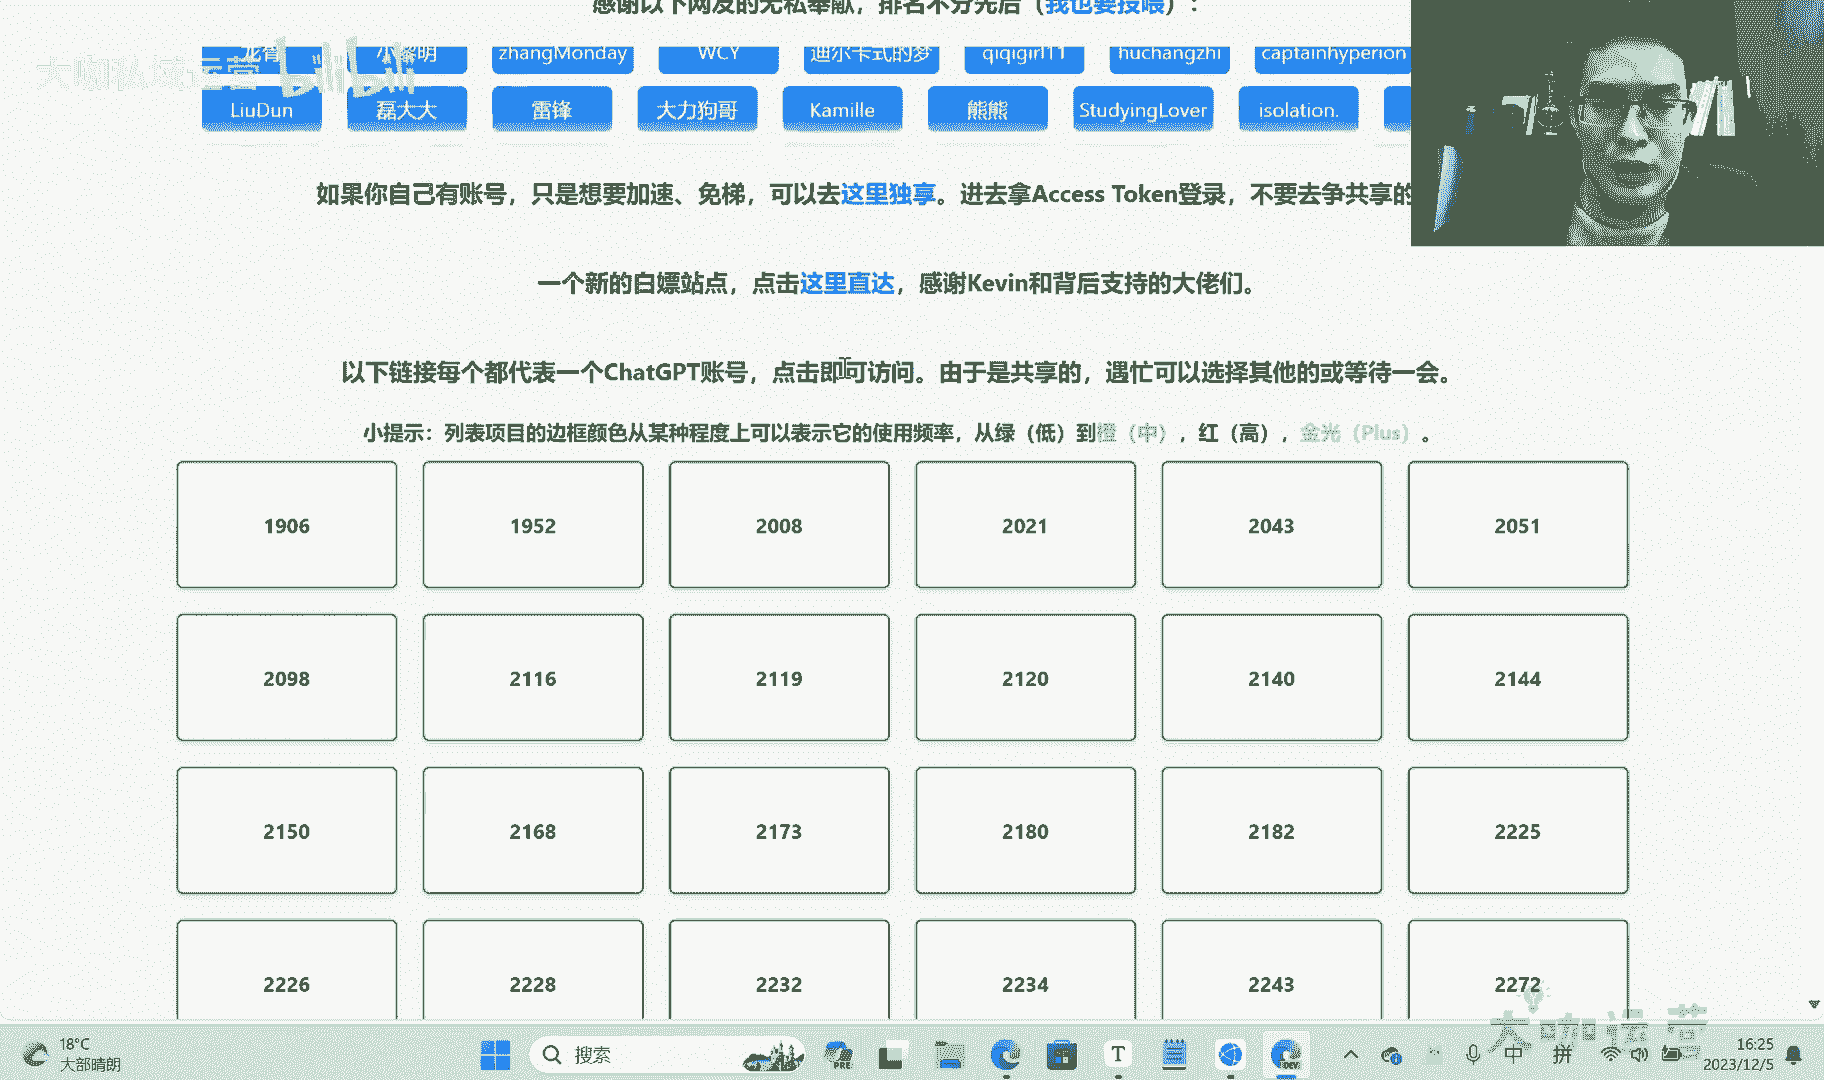 感谢以下网友的无私奉献，排名不分先后（我也要投喂）：
大咖私域运营 bilibili
龙骨 小黎明 zhangMonday WCY 迪尔卡式的梦 qiqigirl11 huchangzhi captainhyperion
LiuDun 磊大大 雷锋 大力狗哥 Kamille 熊熊 StudyingLover isolation.
如果你自己有账号，只是想要加速、免梯，可以去这里独享。进去拿Access Token登录，不要去争共享的
一个新的白嫖站点，点击这里直达，感谢Kevin和背后支持的大佬们。
以下链接每个都代表一个ChatGPT账号，点击即可访问。由于是共享的，遇忙可以选择其他的或等待一会。
小提示：列表项目的边框颜色从某种程度上可以表示它的使用频率，从绿（低）到橙（中），红（高），金光（Plus）。
1906 1952 2008 2021 2043 2051
2098 2116 2119 2120 2140 2144
2150 2168 2173 2180 2182 2225
2226 2228 2232 2234 2243 2272
大咖运营
18°C
大部晴朗
搜索
PRE
T
DEV
中 拼
16:25
2023/12/5